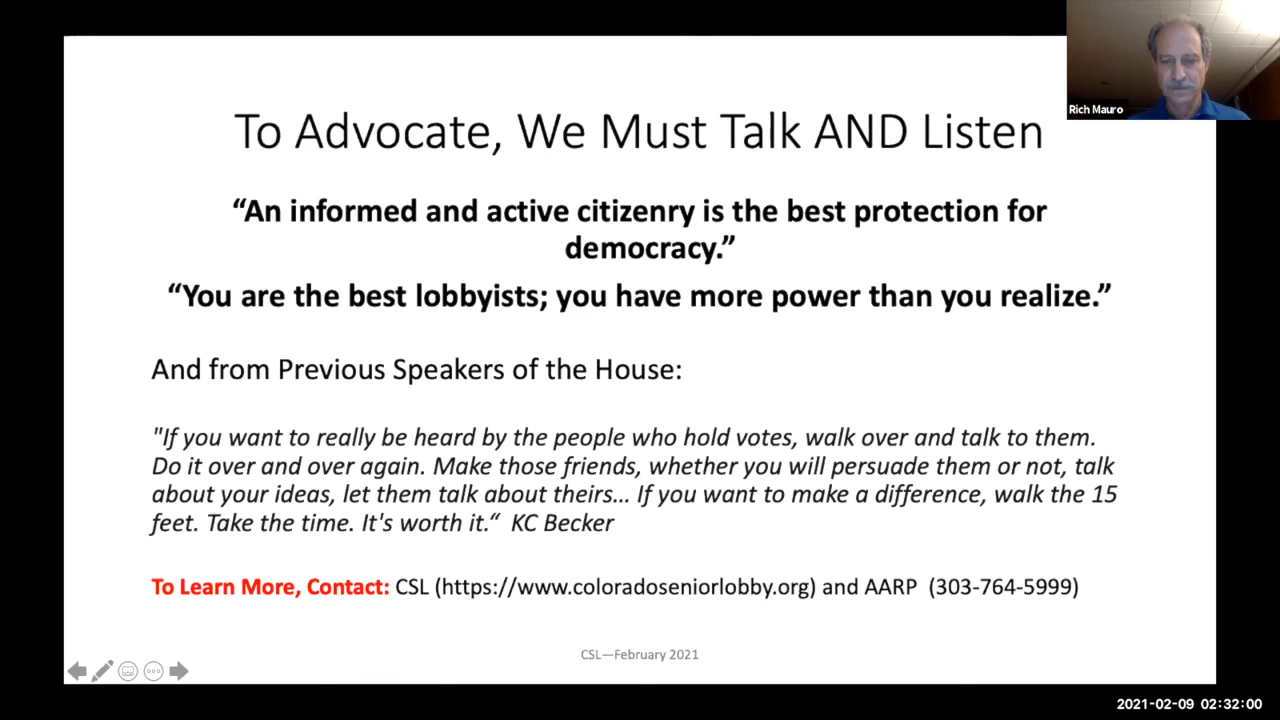 Rich Mauro
To Advocate, We Must Talk AND Listen
“An informed and active citizenry is the best protection for
democracy.”
“You are the best lobbyists; you have more power than you realize.”
And from Previous Speakers of the House:
"If you want to really be heard by the people who hold votes, walk over and talk to them.
Do it over and over again. Make those friends, whether you will persuade them or not, talk
about your ideas, let them talk about theirs… If you want to make a difference, walk the 15
feet. Take the time. It's worth it.“  KC Becker
To Learn More, Contact: CSL (https://www.coloradoseniorlobby.org) and AARP  (303-764-5999)
CSL—February 2021
2021-02-09 02:32:00